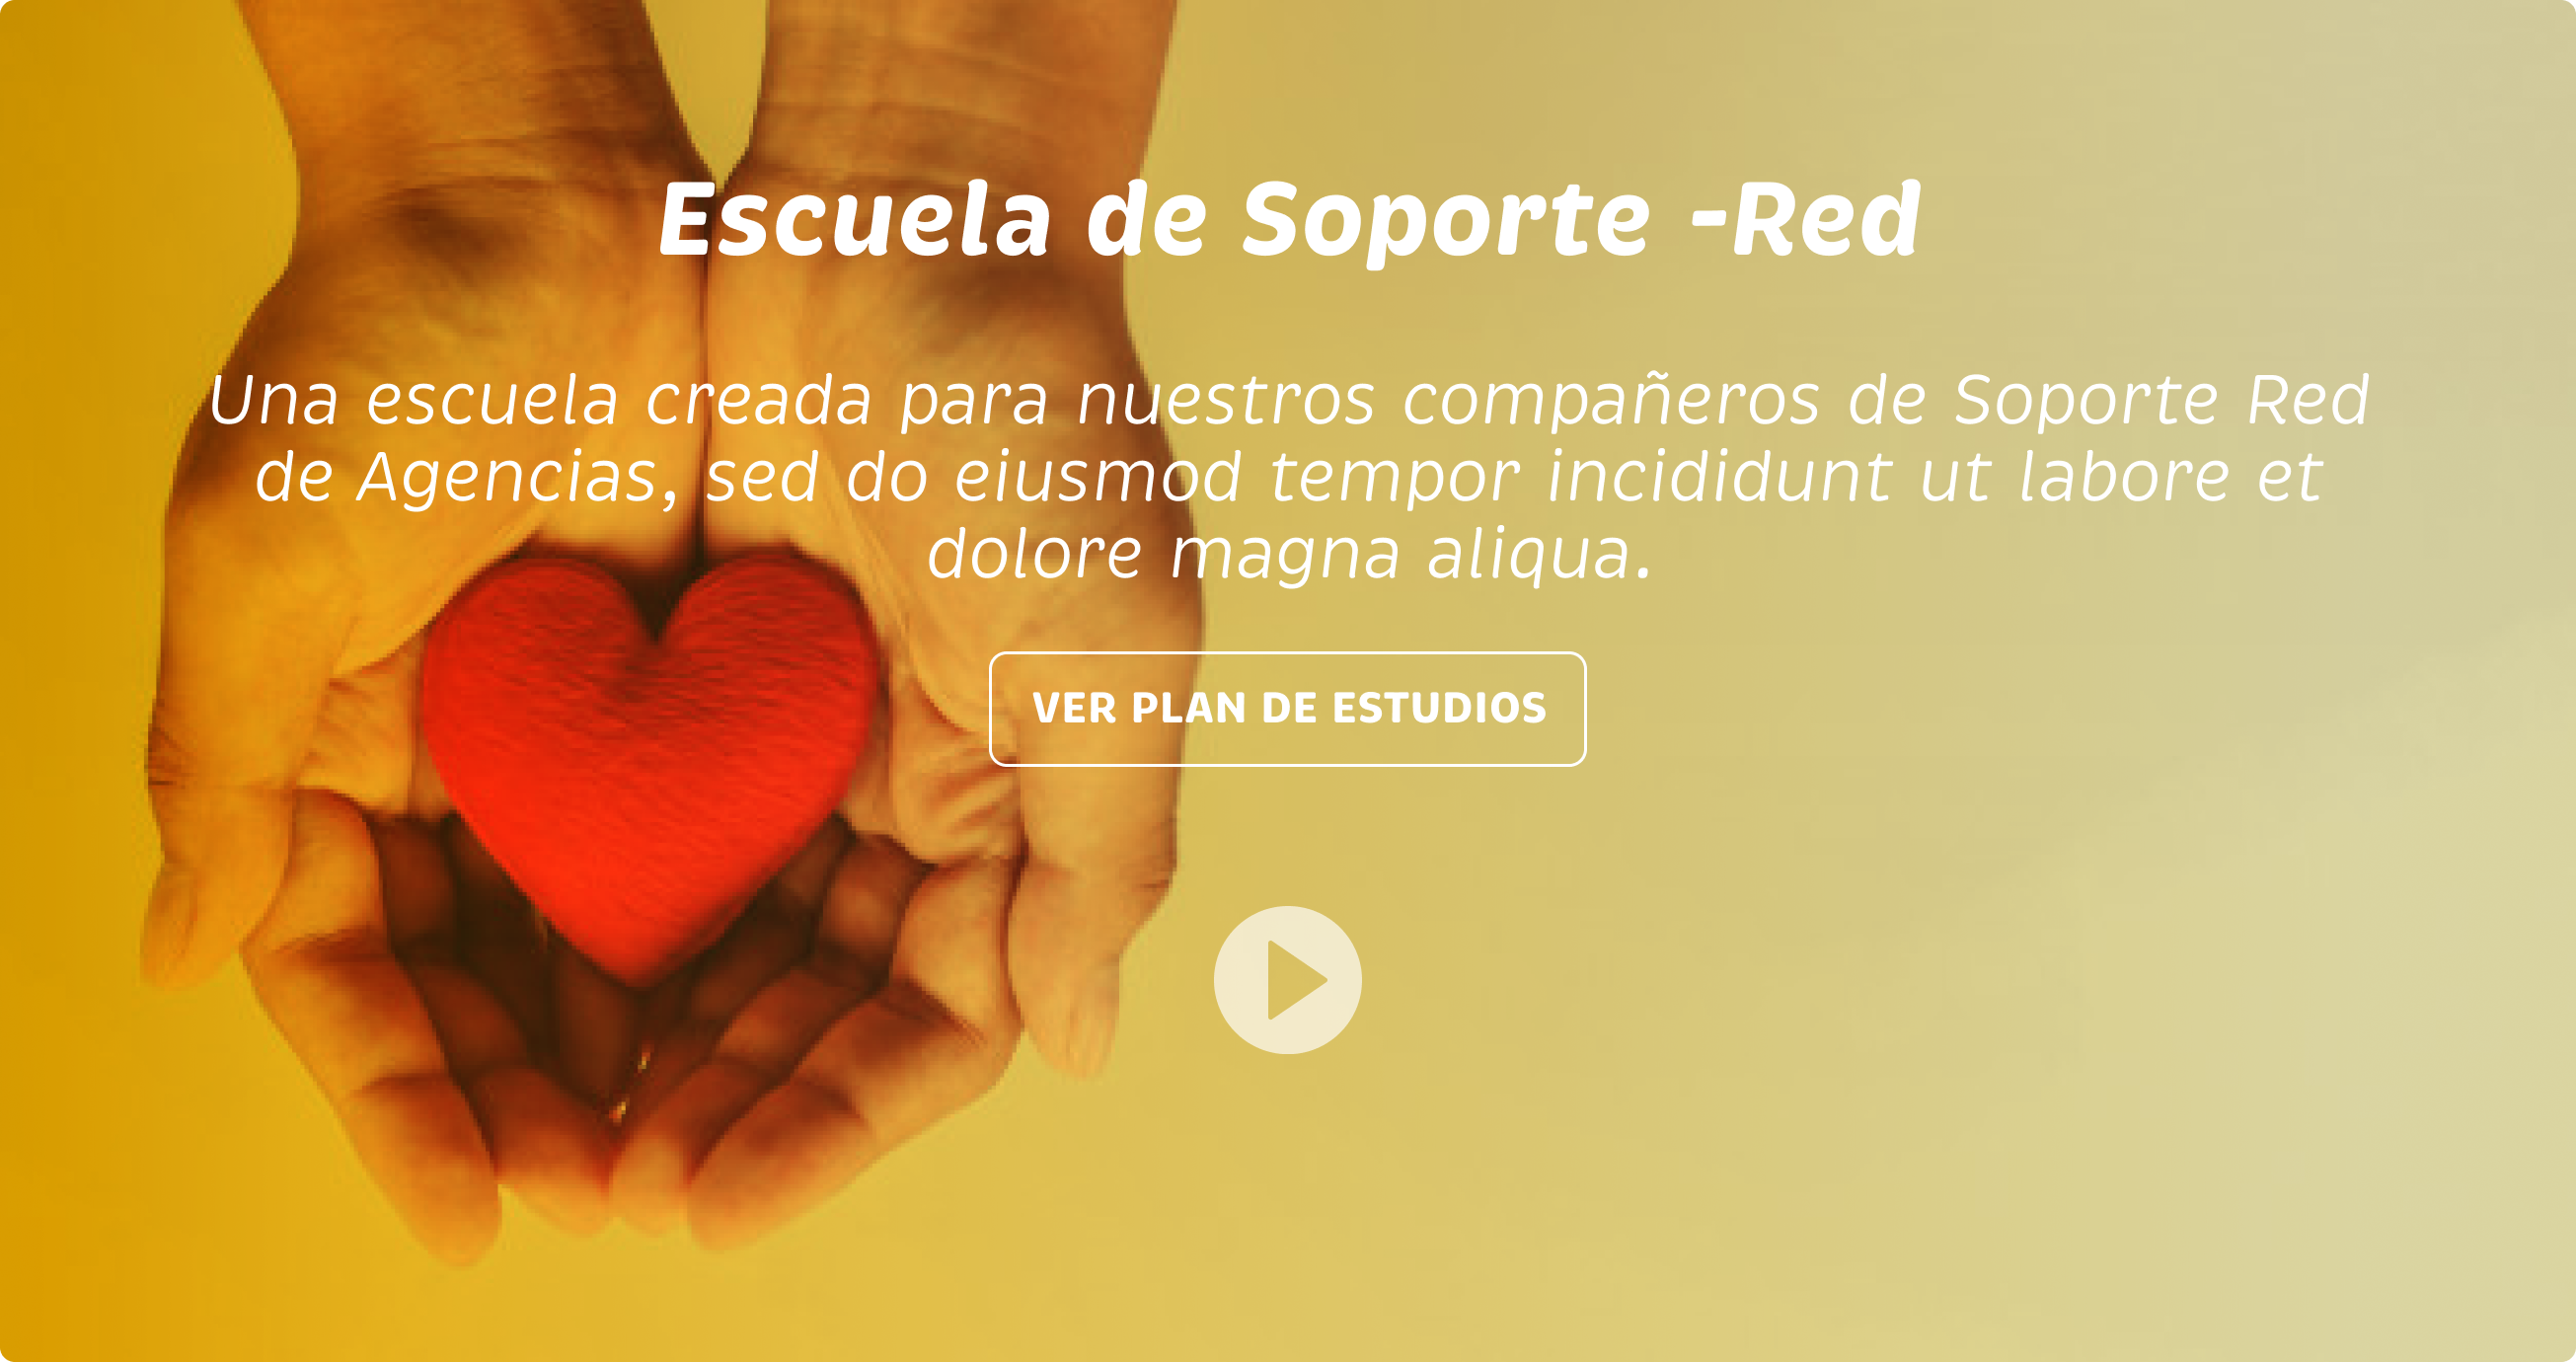 Escuela de Soporte -Red
Una escuela creada para nuestros compañeros de Soporte Red
de Agencias, sed do eiusmod tempor incididunt ut labore et
dolore magna aliqua.
VER PLAN DE ESTUDIOS